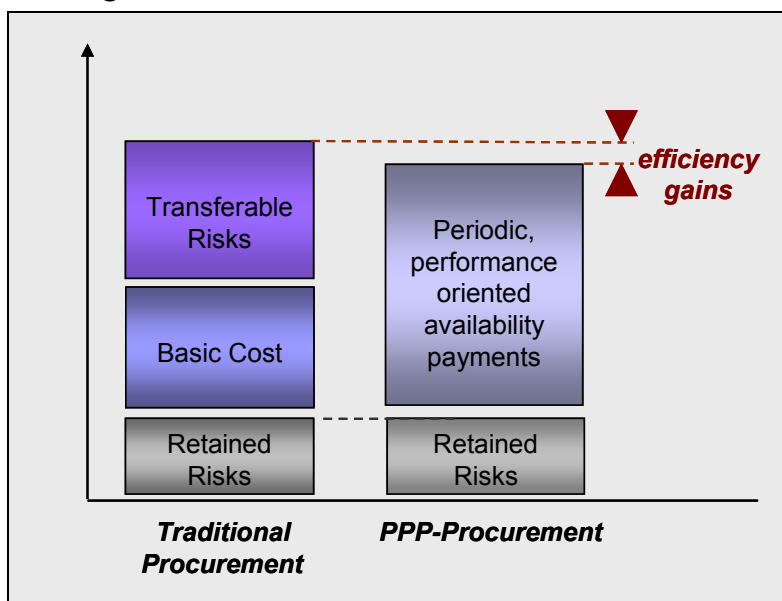 efficiency
gains
Transferable
Risks
Periodic,
performance
oriented
availability
payments
Basic Cost
Retained
Risks
Retained
Risks
Traditional
Procurement
PPP-Procurement